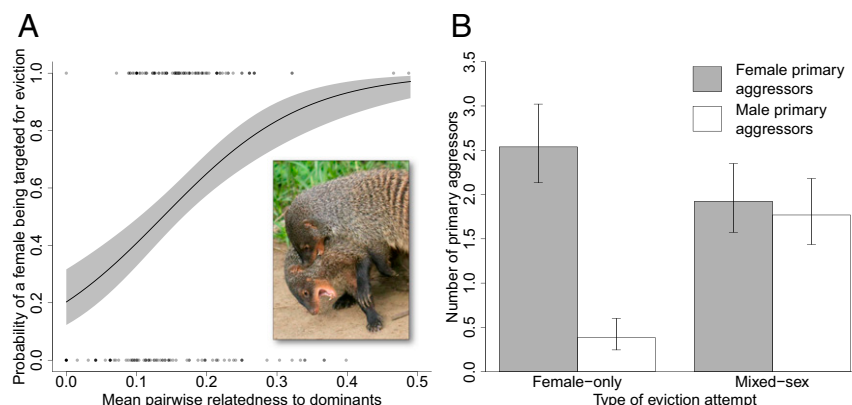 A
Probability of a female being targeted for eviction
1.0
0.8
0.6
0.4
0.2
0.0
0.0 0.1 0.2 0.3 0.4 0.5
Mean pairwise relatedness to dominants
B
Number of primary aggressors
3.5
3.0
2.5
2.0
1.5
1.0
0.5
0.0
Female primary
aggressors
Male primary
aggressors
Female−only Mixed−sex
Type of eviction attempt